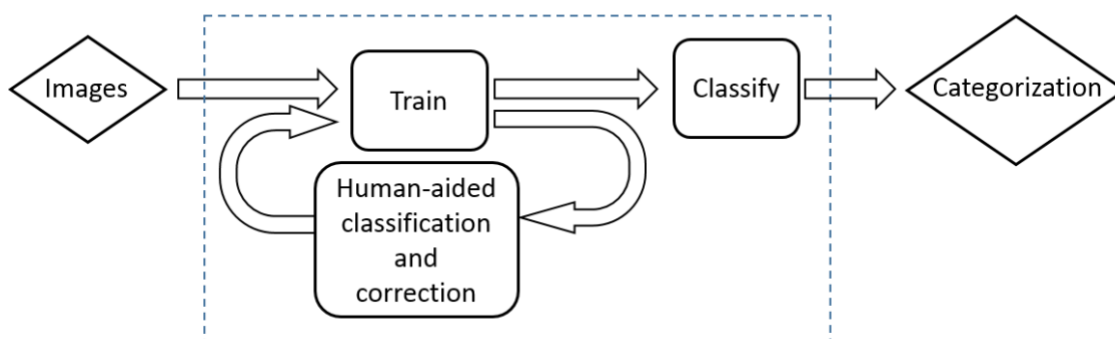 Images
Train
Classify
Categorization
Human-aided
classification
and
correction